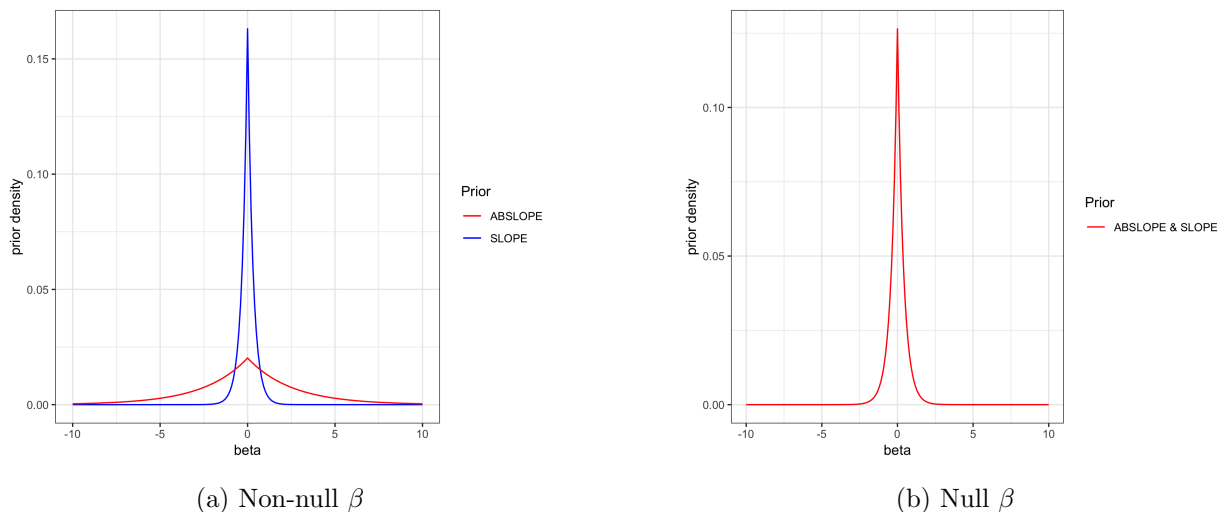 0.15
0.10
0.05
0.00
prior density
-10
-5
0
5
10
beta
Prior
ABSLOPE
SLOPE
(a) Non-null β
0.10
0.05
0.00
prior density
-10
-5
0
5
10
beta
Prior
ABSLOPE & SLOPE
(b) Null β